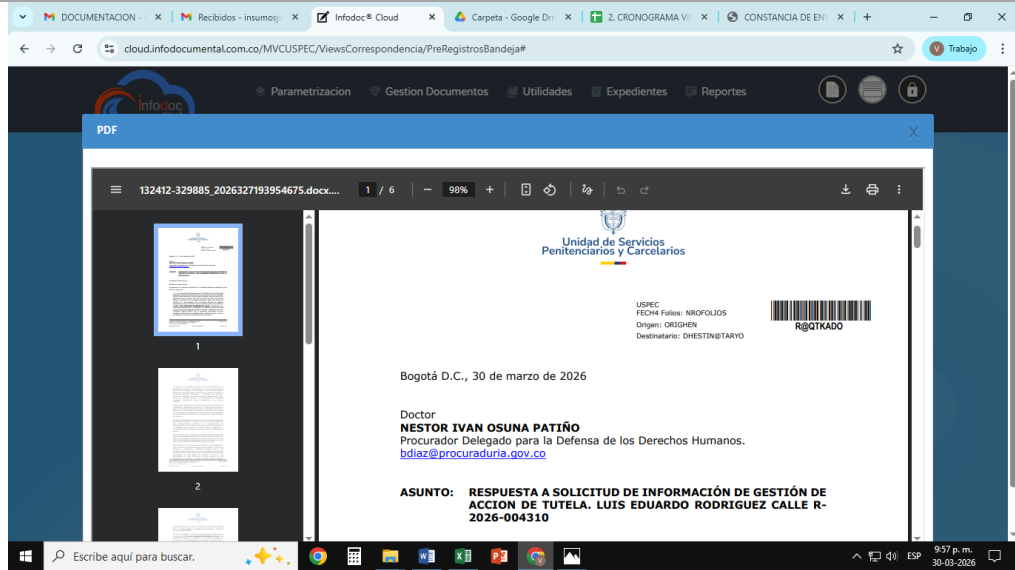 DOCUMENTACION -
Recibidos - insumosj
Infodoc® Cloud
Carpeta - Google Dri
2. CRONOGRAMA VI
CONSTANCIA DE EN
cloud.infodocumental.com.co/MVCUSPEC/ViewsCorrespondencia/PreRegistrosBandeja#
V Trabajo
infodoc
Parametrizacion
Gestion Documentos
Utilidades
Expedientes
Reportes
PDF
X
132412-329885_2026327193954675.docx....
1 / 6
98%
Unidad de Servicios
Penitenciarios y Carcelarios
USPEC
FECH4 Folios: NROFOLIOS
Origen: ORIGHEN
Destinatario: DHESTIN@TARYO
R@QTKADO
Bogotá D.C., 30 de marzo de 2026
Doctor
NESTOR IVAN OSUNA PATIÑO
Procurador Delegado para la Defensa de los Derechos Humanos.
bdiaz@procuraduria.gov.co
ASUNTO: RESPUESTA A SOLICITUD DE INFORMACIÓN DE GESTIÓN DE
ACCION DE TUTELA. LUIS EDUARDO RODRIGUEZ CALLE R-
2026-004310
1
2
Escribe aquí para buscar.
ESP
9:57 p. m.
30-03-2026